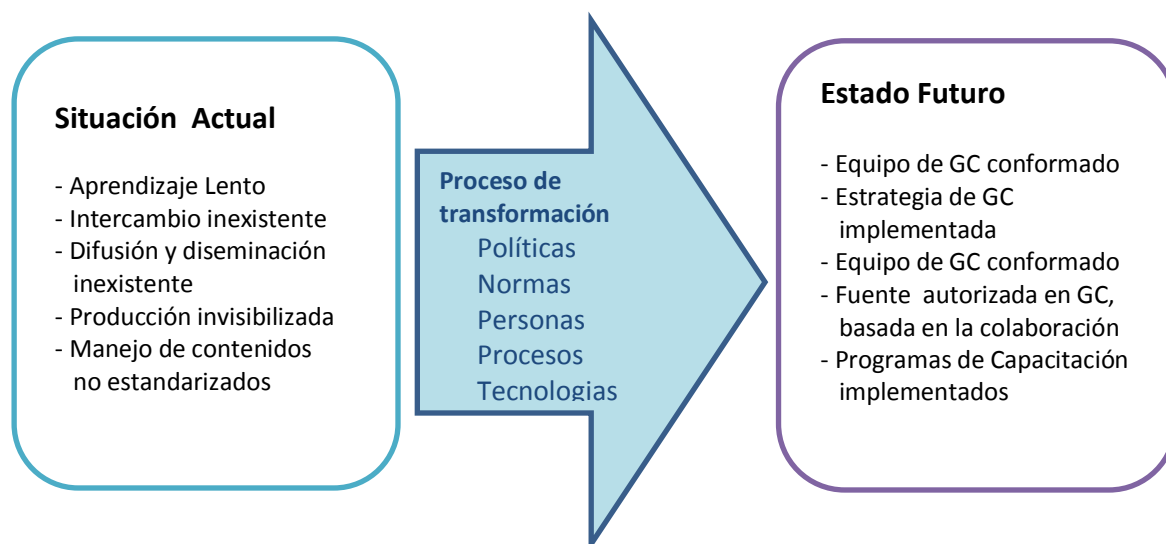 Situación  Actual
- Aprendizaje Lento
- Intercambio inexistente
- Difusión y diseminación
inexistente
- Producción invisibilizada
- Manejo de contenidos
no estandarizados
Proceso de
transformación
Políticas
Normas
Personas
Procesos
Tecnologias
Estado Futuro
- Equipo de GC conformado
- Estrategia de GC
implementada
- Equipo de GC conformado
- Fuente  autorizada en GC,
basada en la colaboración
- Programas de Capacitación
implementados